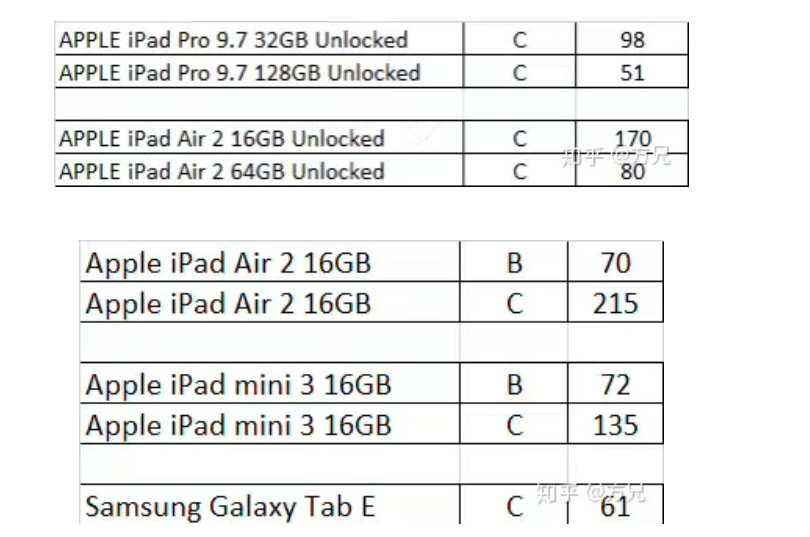 APPLE iPad Pro 9.7 32GB Unlocked C 98
APPLE iPad Pro 9.7 128GB Unlocked C 51
APPLE iPad Air 2 16GB Unlocked C 170
知乎 @方兄
APPLE iPad Air 2 64GB Unlocked C 80
Apple iPad Air 2 16GB B 70
Apple iPad Air 2 16GB C 215
Apple iPad mini 3 16GB B 72
Apple iPad mini 3 16GB C 135
知乎 @方兄
Samsung Galaxy Tab E C 61